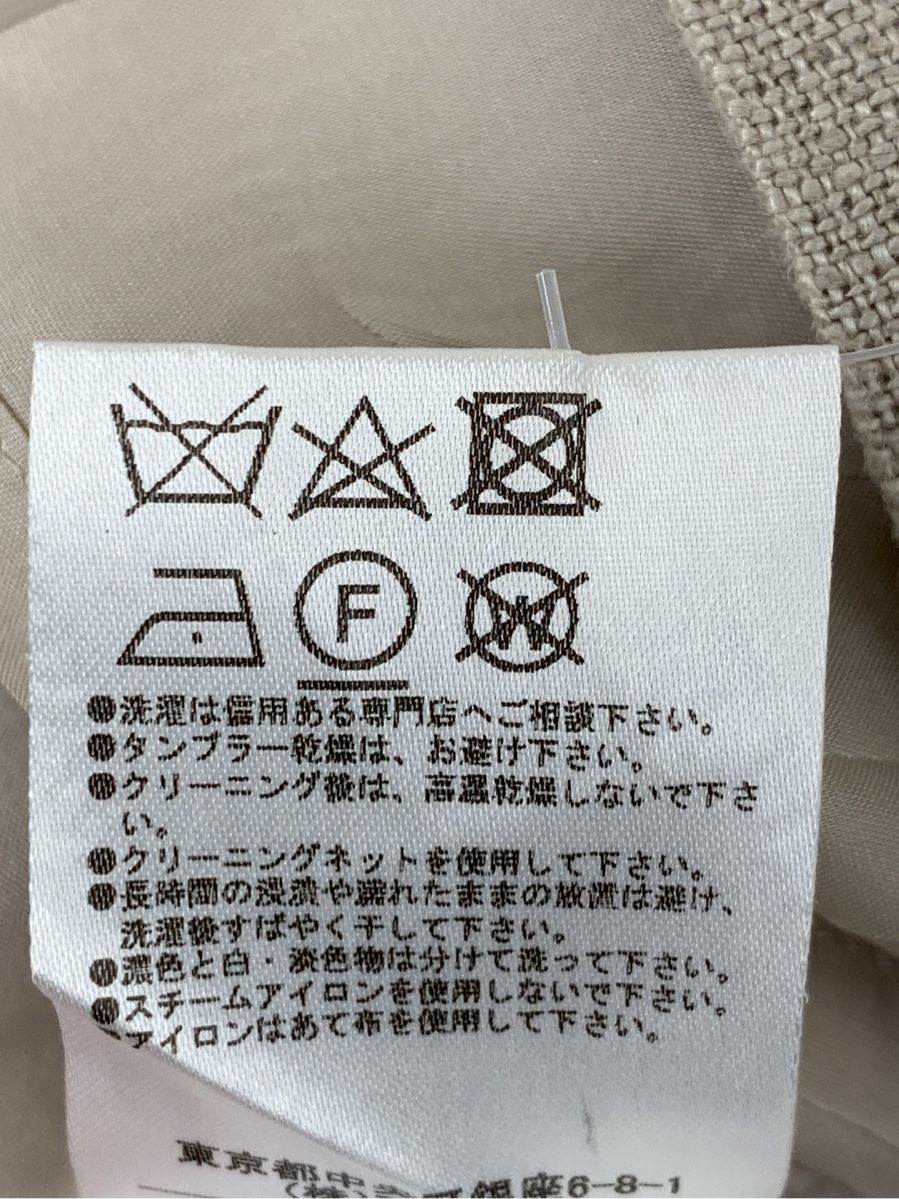 F
W
●洗濯は信用ある専門店へご相談下さい。
●タンブラー乾燥は、お避け下さい。
●クリーニング後は、高温乾燥しないで下さ
い。
●クリーニングネットを使用して下さい。
●長時間の浸漬や濡れたままの放置は避け、
洗濯後すばやく干して下さい。
●濃色と白・淡色物は分けて洗って下さい。
●スチームアイロンを使用しないで下さい。
●アイロンはあて布を使用して下さい。
東京都中央
銀座6-8-1
(株)